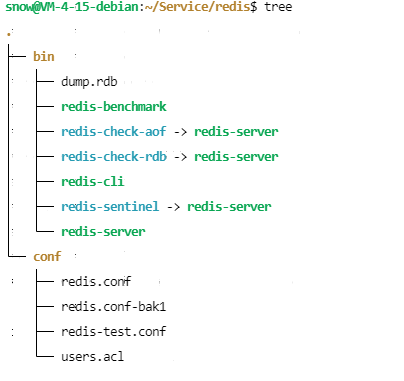 snow@VM-4-15-debian:~/Service/redis$ tree
.
├── bin
│   ├── dump.rdb
│   ├── redis-benchmark
│   ├── redis-check-aof -> redis-server
│   ├── redis-check-rdb -> redis-server
│   ├── redis-cli
│   ├── redis-sentinel -> redis-server
│   └── redis-server
└── conf
    ├── redis.conf
    ├── redis.conf-bak1
    ├── redis-test.conf
    └── users.acl